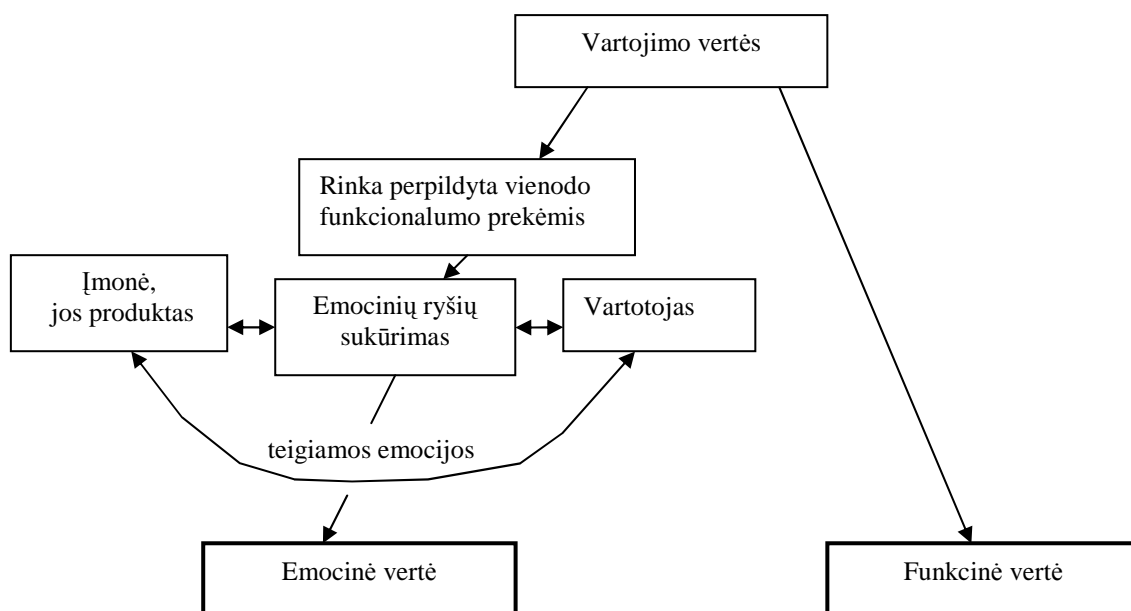 Vartojimo vertės
Rinka perpildyta vienodo
funkcionalumo prekėmis
Įmonė,
jos produktas
Emocinių ryšių
sukūrimas
Vartotojas
teigiamos emocijos
Emocinė vertė
Funkcinė vertė